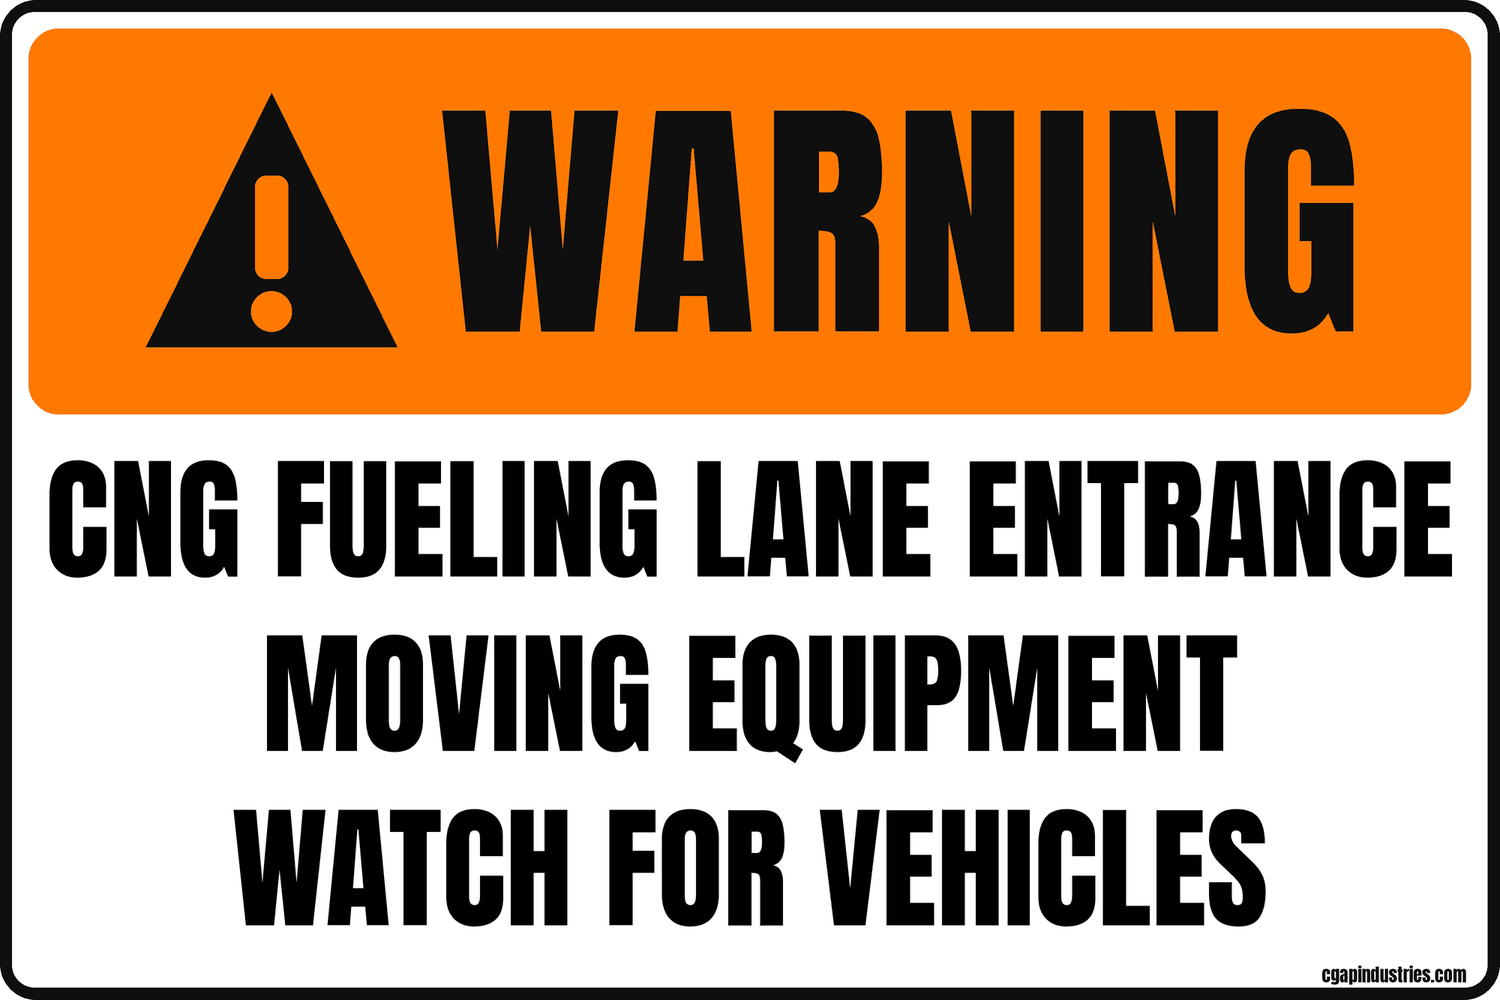 WARNING
CNG FUELING LANE ENTRANCE
MOVING EQUIPMENT
WATCH FOR VEHICLES
cgapindustries.com